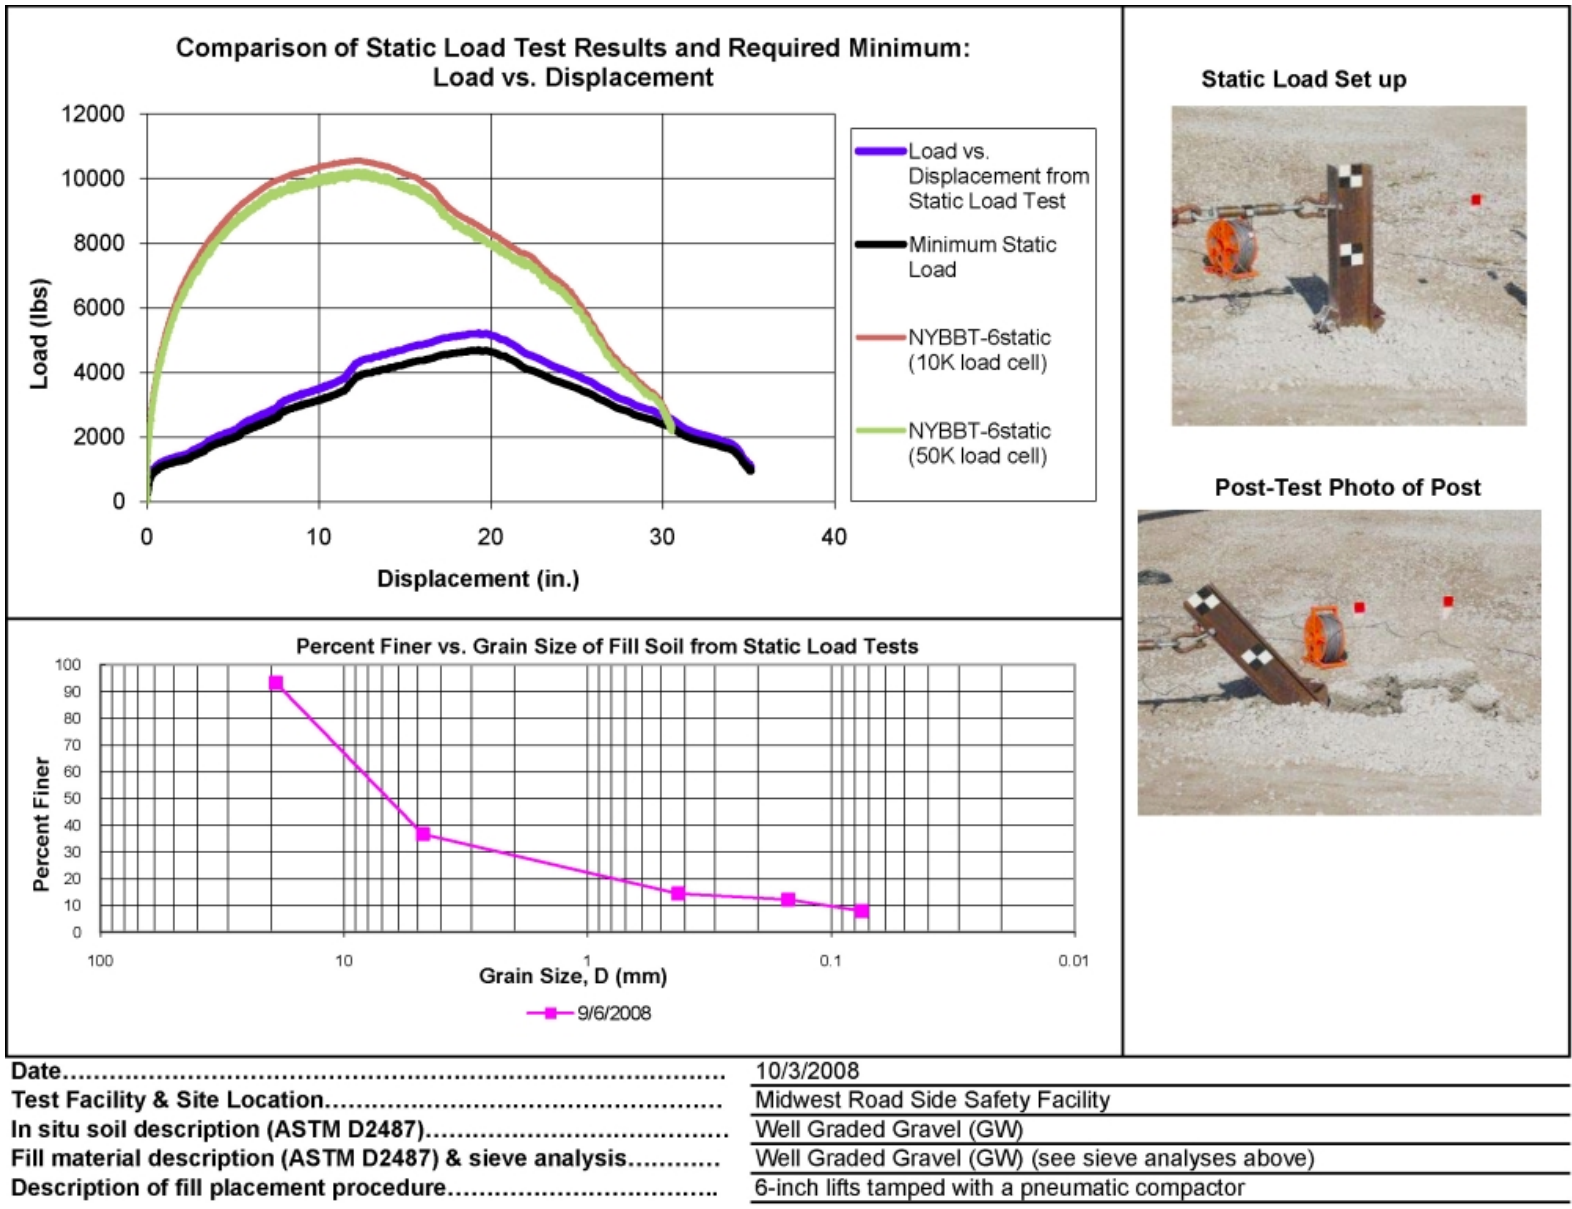 Comparison of Static Load Test Results and Required Minimum:
Load vs. Displacement
12000
10000
8000
6000
4000
2000
0
Load (lbs)
0 10 20 30 40
Displacement (in.)
Load vs.
Displacement from
Static Load Test
Minimum Static
Load
NYBBT-6static
(10K load cell)
NYBBT-6static
(50K load cell)
Static Load Set up
Post-Test Photo of Post
Percent Finer vs. Grain Size of Fill Soil from Static Load Tests
100
90
80
70
60
50
40
30
20
10
0
Percent Finer
100 10 1 0.1 0.01
Grain Size, D (mm)
9/6/2008
Date……………………………………………………………………… 10/3/2008
Test Facility & Site Location……………………………………… Midwest Road Side Safety Facility
In situ soil description (ASTM D2487)…………………………… Well Graded Gravel (GW)
Fill material description (ASTM D2487) & sieve analysis………… Well Graded Gravel (GW) (see sieve analyses above)
Description of fill placement procedure…………………………….. 6-inch lifts tamped with a pneumatic compactor